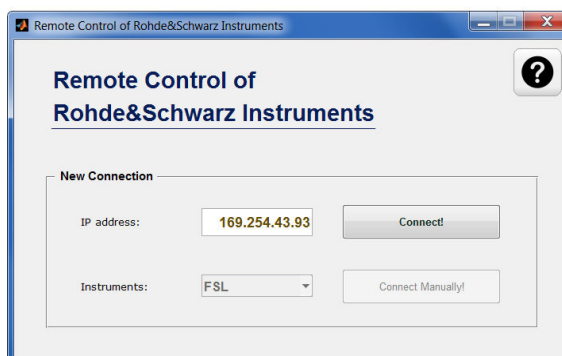 Remote Control of Rohde&Schwarz Instruments
Remote Control of
Rohde&Schwarz Instruments
?
New Connection
IP address:
169.254.43.93
Connect!
Instruments:
FSL
Connect Manually!